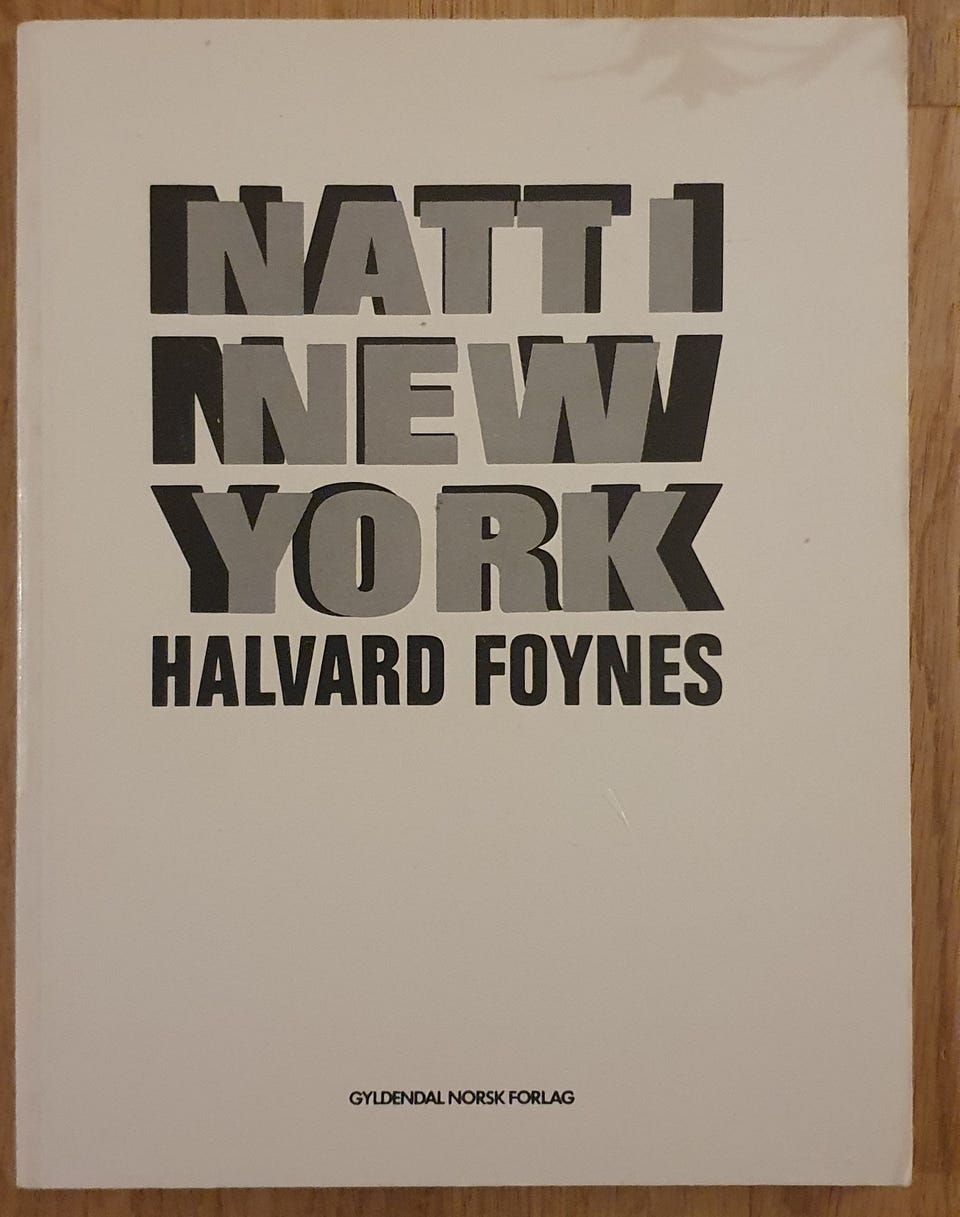 NATT I
NEW
YORK
HALVARD FOYNES
GYLDENDAL NORSK FORLAG